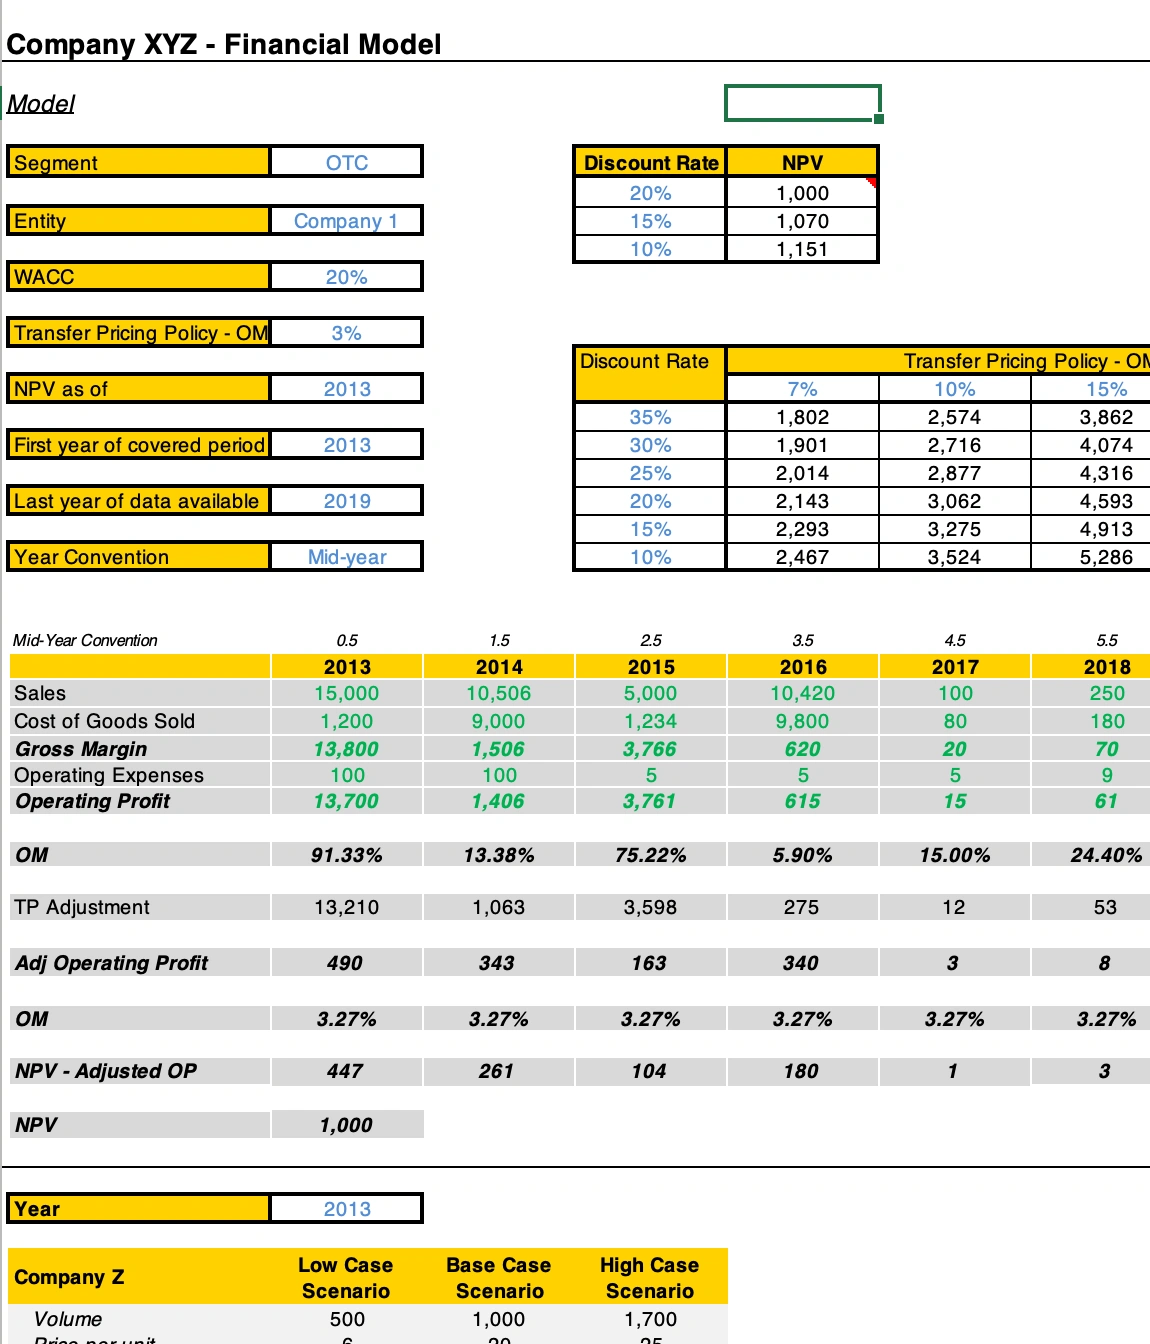 Company XYZ - Financial Model
Model
Segment OTC
Discount Rate NPV
20% 1,000
15% 1,070
10% 1,151
Entity Company 1
WACC 20%
Transfer Pricing Policy - OM 3%
NPV as of 2013
First year of covered period 2013
Last year of data available 2019
Year Convention Mid-year
Discount Rate Transfer Pricing Policy - OM
7% 10% 15%
35% 1,802 2,574 3,862
30% 1,901 2,716 4,074
25% 2,014 2,877 4,316
20% 2,143 3,062 4,593
15% 2,293 3,275 4,913
10% 2,467 3,524 5,286
Mid-Year Convention 0.5 1.5 2.5 3.5 4.5 5.5
2013 2014 2015 2016 2017 2018
Sales 15,000 10,506 5,000 10,420 100 250
Cost of Goods Sold 1,200 9,000 1,234 9,800 80 180
Gross Margin 13,800 1,506 3,766 620 20 70
Operating Expenses 100 100 5 5 5 9
Operating Profit 13,700 1,406 3,761 615 15 61
OM 91.33% 13.38% 75.22% 5.90% 15.00% 24.40%
TP Adjustment 13,210 1,063 3,598 275 12 53
Adj Operating Profit 490 343 163 340 3 8
OM 3.27% 3.27% 3.27% 3.27% 3.27% 3.27%
NPV - Adjusted OP 447 261 104 180 1 3
NPV 1,000
Year 2013
Company Z Low Case Scenario Base Case Scenario High Case Scenario
Volume 500 1,000 1,700